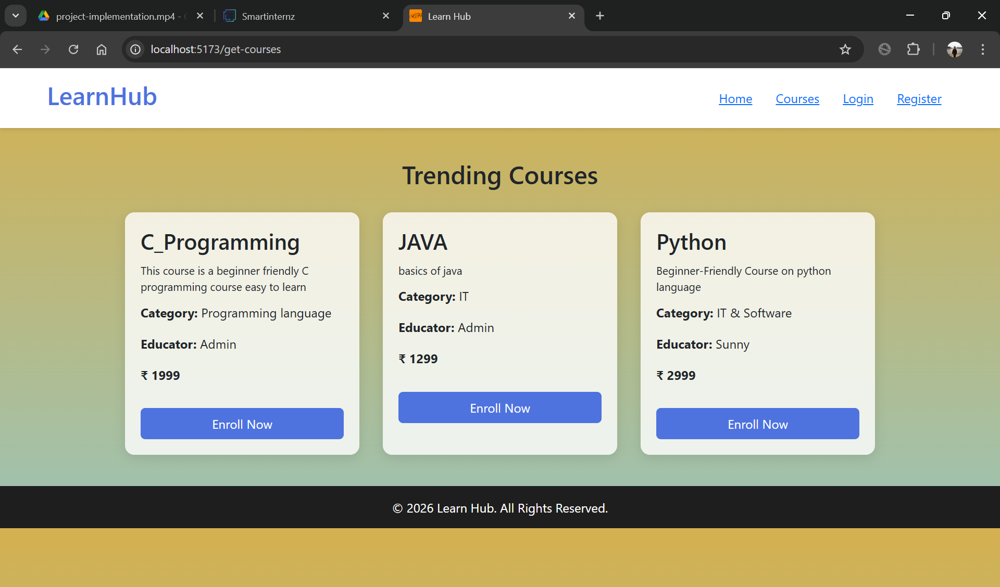 project-implementation.mp4 -
Smartinternz
Learn Hub
localhost:5173/get-courses
LearnHub
Home Courses Login Register
Trending Courses
C_Programming
This course is a beginner friendly C
programming course easy to learn
Category: Programming language
Educator: Admin
₹ 1999
Enroll Now
JAVA
basics of java
Category: IT
Educator: Admin
₹ 1299
Enroll Now
Python
Beginner-Friendly Course on python
language
Category: IT & Software
Educator: Sunny
₹ 2999
Enroll Now
© 2026 Learn Hub. All Rights Reserved.